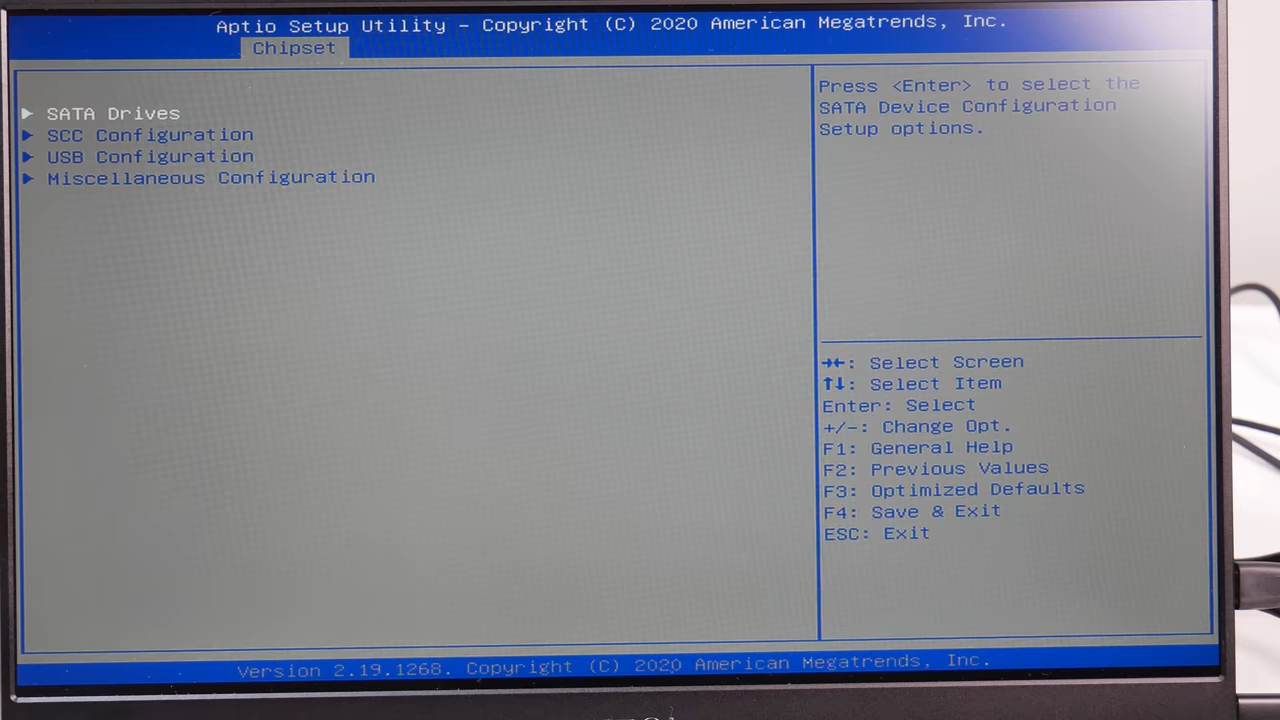 Aptio Setup Utility – Copyright (C) 2020 American Megatrends, Inc.
Chipset
SATA Drives
SCC Configuration
USB Configuration
Miscellaneous Configuration
Press <Enter> to select the
SATA Device Configuration
Setup options.
→←: Select Screen
↑↓: Select Item
Enter: Select
+/-: Change Opt.
F1: General Help
F2: Previous Values
F3: Optimized Defaults
F4: Save & Exit
ESC: Exit
Version 2.19.1268. Copyright (C) 2020 American Megatrends, Inc.